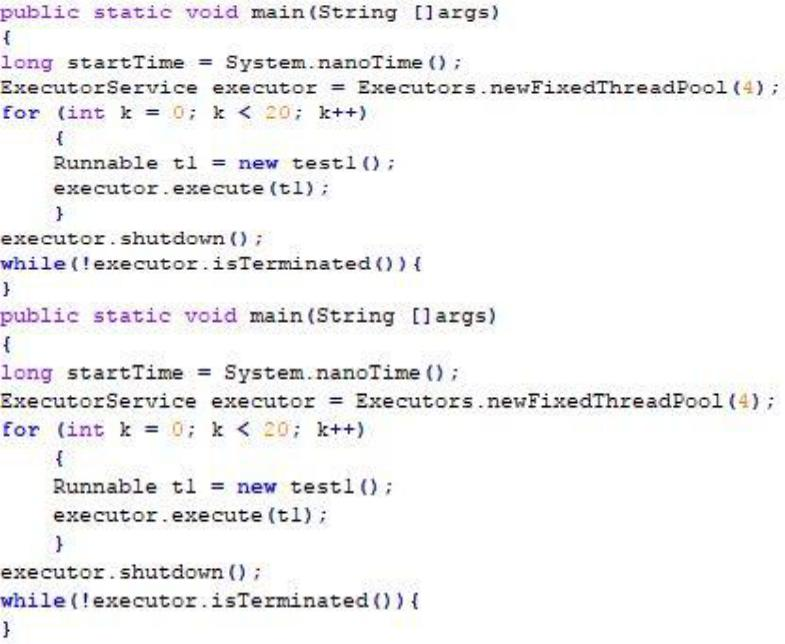 public static void main(String []args)
{
long startTime = System.nanoTime();
ExecutorService executor = Executors.newFixedThreadPool(4);
for (int k = 0; k < 20; k++)
{
Runnable t1 = new test1();
executor.execute(t1);
}
executor.shutdown();
while(!executor.isTerminated()){
}
public static void main(String []args)
{
long startTime = System.nanoTime();
ExecutorService executor = Executors.newFixedThreadPool(4);
for (int k = 0; k < 20; k++)
{
Runnable t1 = new test1();
executor.execute(t1);
}
executor.shutdown();
while(!executor.isTerminated()){
}